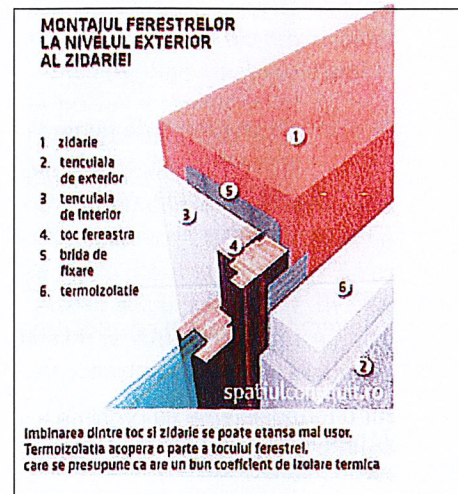 MONTAJUL FERESTRELOR
LA NIVELUL EXTERIOR
AL ZIDARIEI
1 zidarie
2. tenculala
de exterior
3 tenculala
de interior
4. toc fereastra
5 brida de
fixare
6. termoizolatie
1
5
3
4
6
2
spatiulconstruit.ro
Imbinarea dintre toc si zidarie se poate etansa mai usor.
Termoizolatia acopera o parte a tocului ferestrei,
care se presupune ca are un bun coeficient de izolare termica